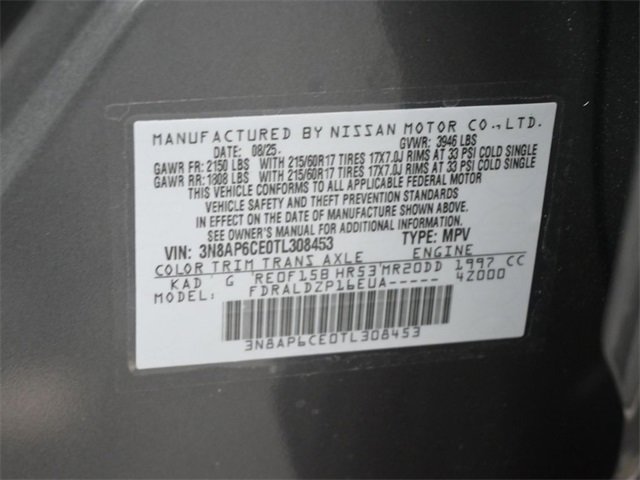 MANUFACTURED BY NISSAN MOTOR CO., LTD.
DATE: 08/25. GVWR: 3946 LBS
GAWR FR: 2150 LBS WITH 215/60R17 TIRES 17X7.0J RIMS AT 33 PSI COLD SINGLE
GAWR RR: 1808 LBS WITH 215/60R17 TIRES 17X7.0J RIMS AT 33 PSI COLD SINGLE
THIS VEHICLE CONFORMS TO ALL APPLICABLE FEDERAL MOTOR
VEHICLE SAFETY AND THEFT PREVENTION STANDARDS
IN EFFECT ON THE DATE OF MANUFACTURE SHOWN ABOVE.
SEE OWNER'S MANUAL FOR ADDITIONAL INFORMATION.
VIN: 3N8AP6CE0TL308453 TYPE: MPV
COLOR TRIM TRANS AXLE ENGINE
KAD G RE0F15B HR53 MR20DD 1997 CC
MODEL: FDRALDZP16EUA----- 4Z000
3N8AP6CE0TL308453